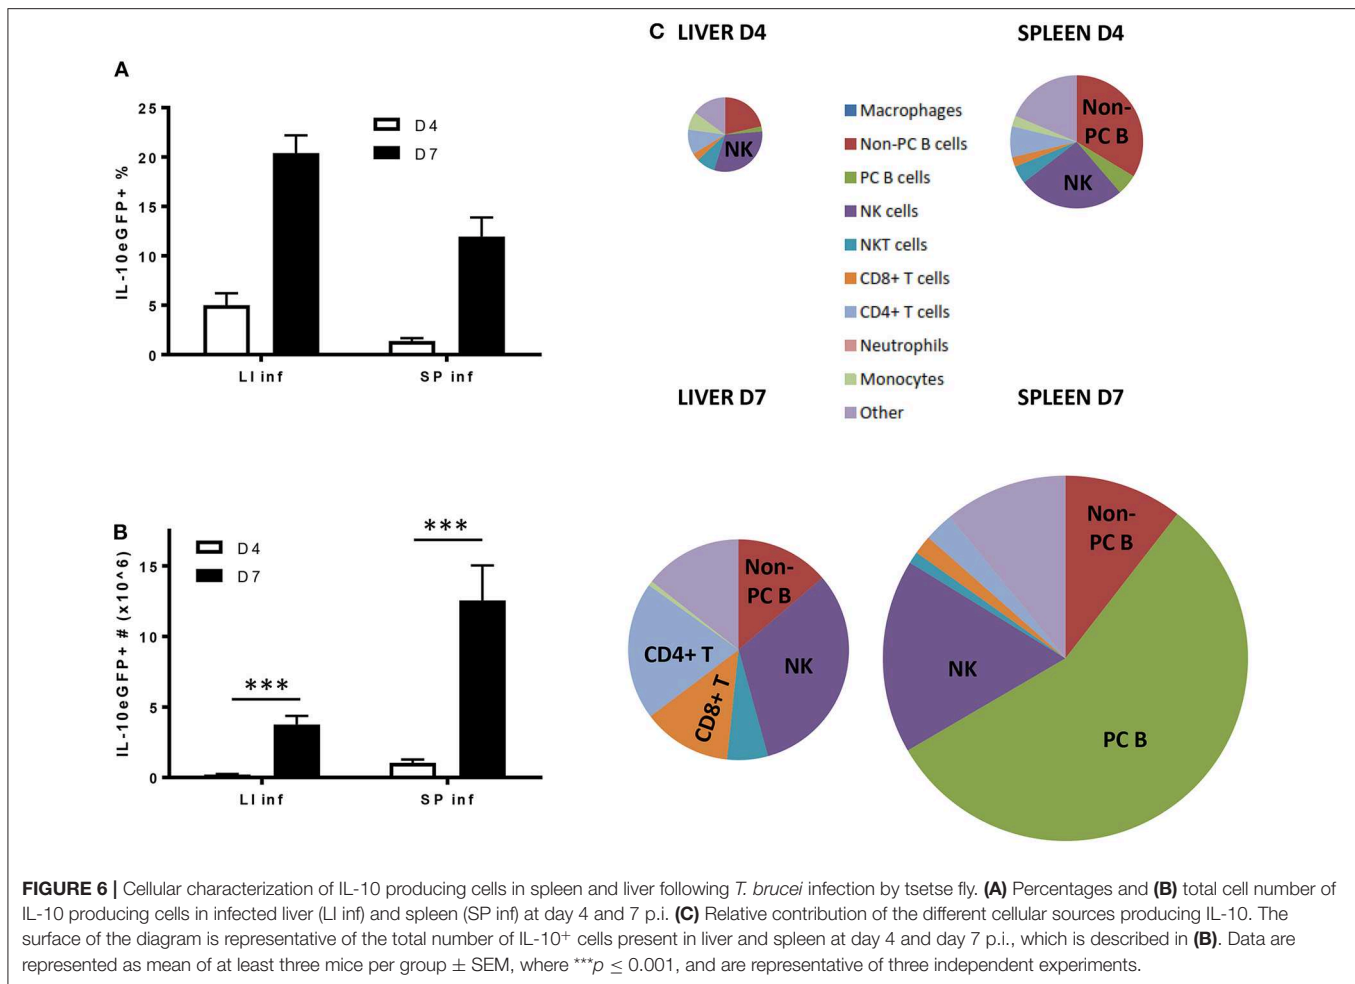 A
25
20
15
10
5
0
IL-10eGFP+ %
D4
D7
LI inf
SP inf
B
15
10
5
0
IL-10eGFP+ # (x10^6)
D4
D7
***
***
LI inf
SP inf
C LIVER D4
SPLEEN D4
NK
Non-
PC B
NK
Macrophages
Non-PC B cells
PC B cells
NK cells
NKT cells
CD8+ T cells
CD4+ T cells
Neutrophils
Monocytes
Other
LIVER D7
SPLEEN D7
Non-
PC B
NK
CD4+ T
CD8+ T
Non-
PC B
NK
PC B
FIGURE 6 | Cellular characterization of IL-10 producing cells in spleen and liver following T. brucei infection by tsetse fly. (A) Percentages and (B) total cell number of
IL-10 producing cells in infected liver (LI inf) and spleen (SP inf) at day 4 and 7 p.i. (C) Relative contribution of the different cellular sources producing IL-10. The
surface of the diagram is representative of the total number of IL-10⁺ cells present in liver and spleen at day 4 and day 7 p.i., which is described in (B). Data are
represented as mean of at least three mice per group ± SEM, where ***p ≤ 0.001, and are representative of three independent experiments.